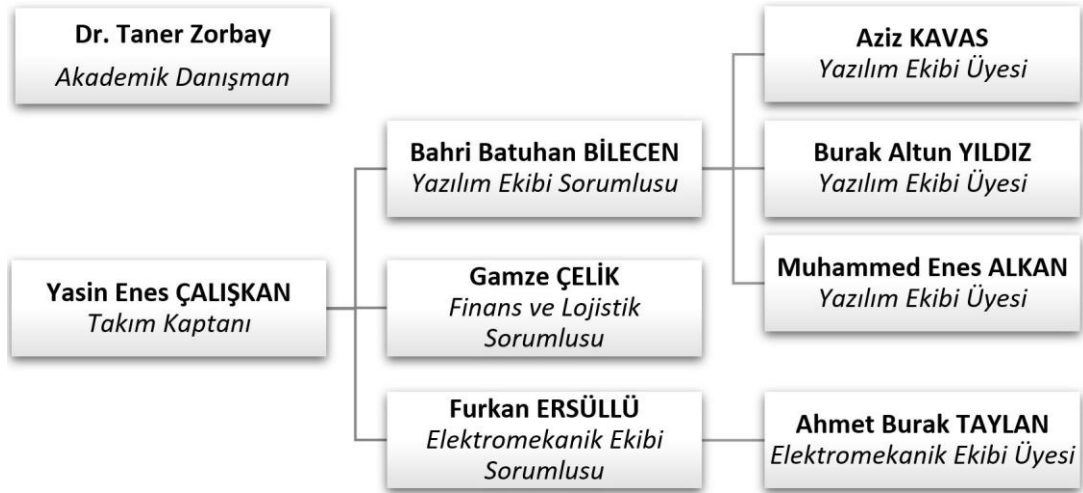 Dr. Taner Zorbay
Akademik Danışman
Yasin Enes ÇALIŞKAN
Takım Kaptanı
Bahri Batuhan BİLECEN
Yazılım Ekibi Sorumlusu
Gamze ÇELİK
Finans ve Lojistik
Sorumlusu
Furkan ERSÜLLÜ
Elektromekanik Ekibi
Sorumlusu
Aziz KAVAS
Yazılım Ekibi Üyesi
Burak Altun YILDIZ
Yazılım Ekibi Üyesi
Muhammed Enes ALKAN
Yazılım Ekibi Üyesi
Ahmet Burak TAYLAN
Elektromekanik Ekibi Üyesi